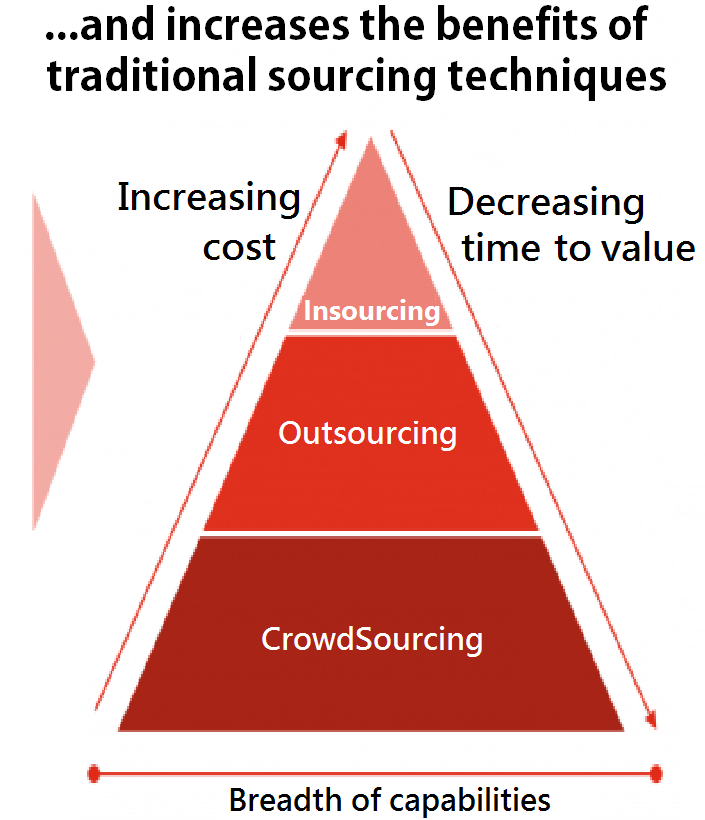 ...and increases the benefits of
traditional sourcing techniques
Increasing
cost
Decreasing
time to value
Insourcing
Outsourcing
CrowdSourcing
Breadth of capabilities